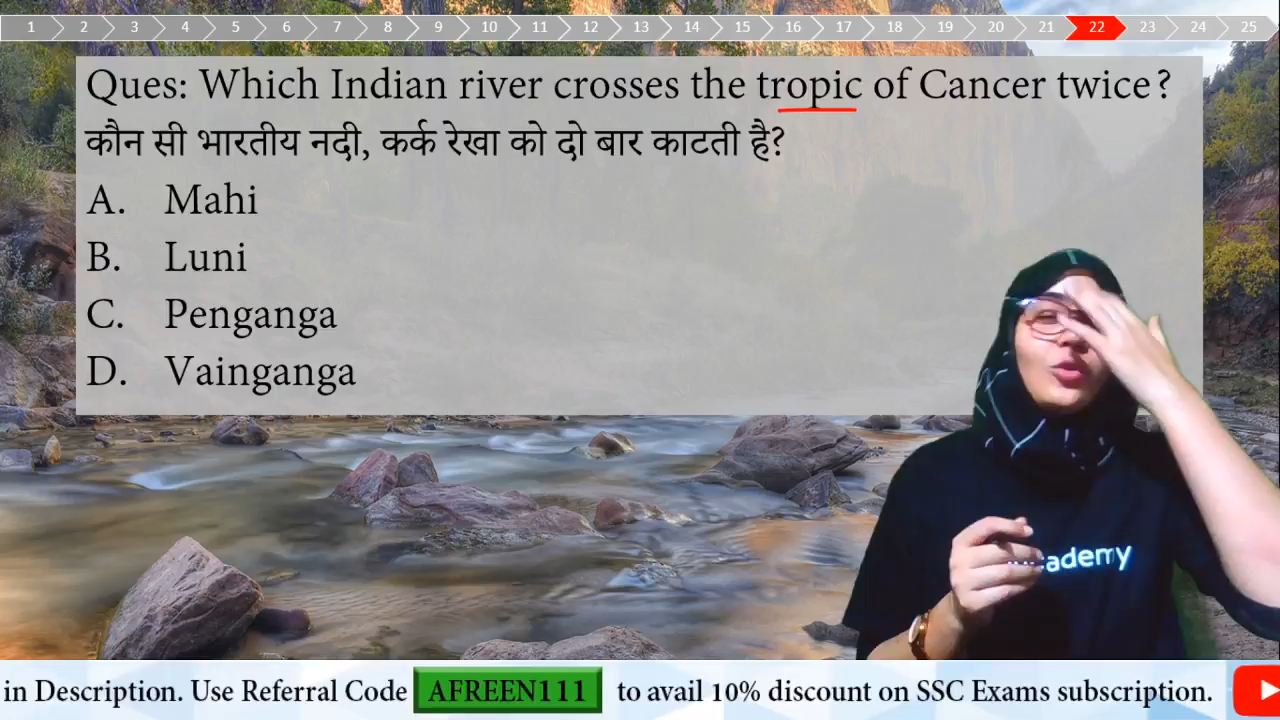 1 2 3 4 5 6 7 8 9 10 11 12 13 14 15 16 17 18 19 20 21 22 23 24 25
Ques: Which Indian river crosses the tropic of Cancer twice?
कौन सी भारतीय नदी, कर्क रेखा को दो बार काटती है?
A. Mahi
B. Luni
C. Penganga
D. Vainganga
ademy
in Description. Use Referral Code AFREEN111 to avail 10% discount on SSC Exams subscription.